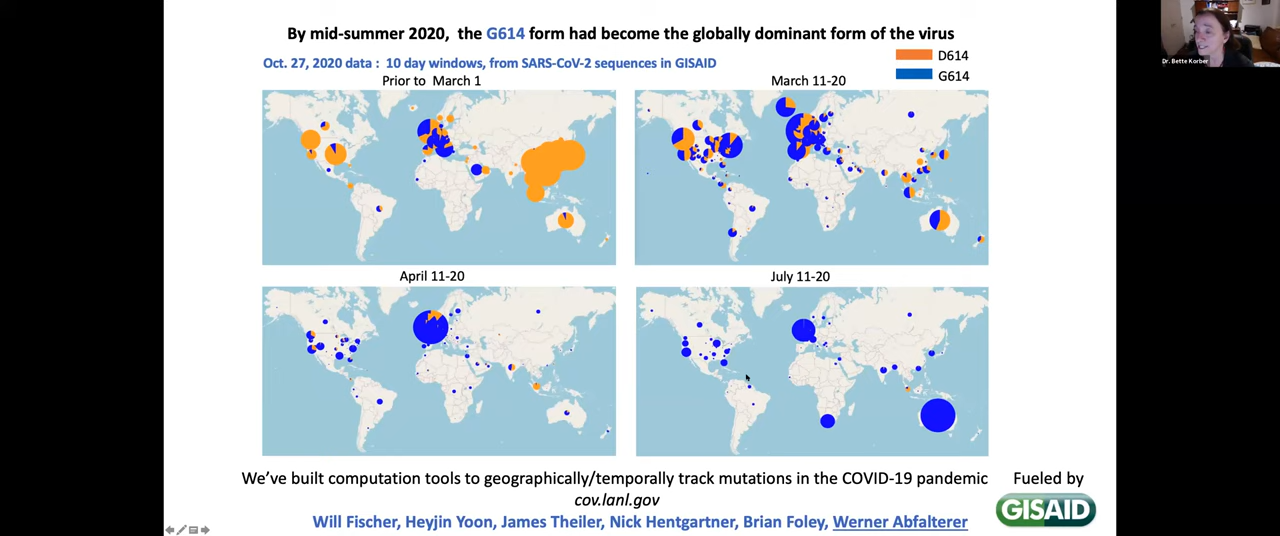 By mid-summer 2020, the G614 form had become the globally dominant form of the virus
Oct. 27, 2020 data : 10 day windows, from SARS-CoV-2 sequences in GISAID
D614
G614
Prior to March 1
March 11-20
April 11-20
July 11-20
We've built computation tools to geographically/temporally track mutations in the COVID-19 pandemic
cov.lanl.gov
Will Fischer, Heyjin Yoon, James Theiler, Nick Hentgartner, Brian Foley, Werner Abfalterer
Fueled by
GISAID
Dr. Bette Korber